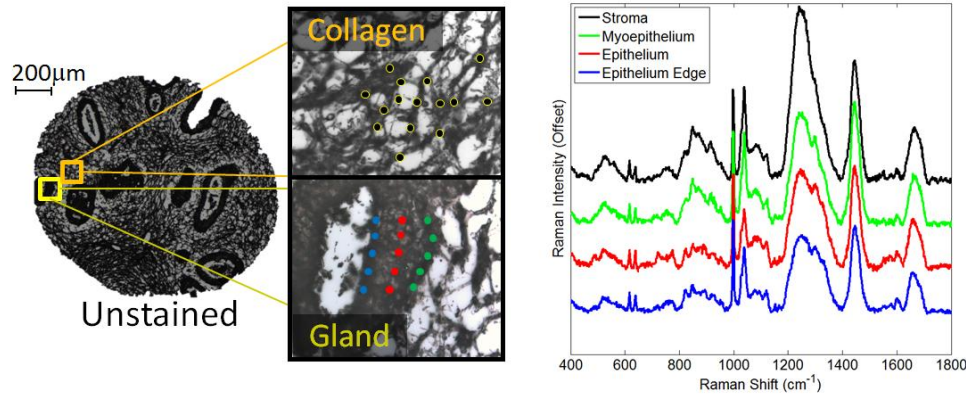 200µm
Unstained
Collagen
Gland
Raman Intensity (Offset)
Stroma
Myoepithelium
Epithelium
Epithelium Edge
400 600 800 1000 1200 1400 1600 1800
Raman Shift (cm⁻¹)